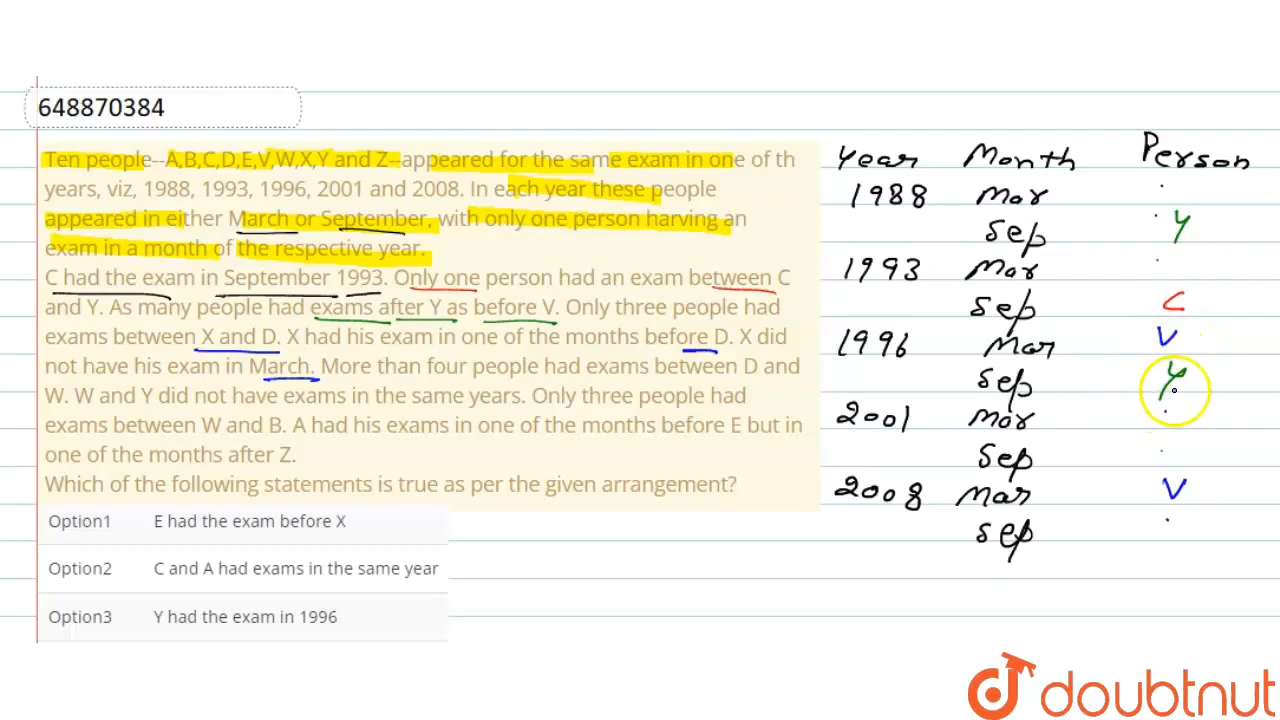 648870384
Ten people--A,B,C,D,E,V,W,X,Y and Z--appeared for the same exam in one of th
years, viz, 1988, 1993, 1996, 2001 and 2008. In each year these people
appeared in either March or September, with only one person harving an
exam in a month of the respective year.
C had the exam in September 1993. Only one person had an exam between C
and Y. As many people had exams after Y as before V. Only three people had
exams between X and D. X had his exam in one of the months before D. X did
not have his exam in March. More than four people had exams between D and
W. W and Y did not have exams in the same years. Only three people had
exams between W and B. A had his exams in one of the months before E but in
one of the months after Z.
Which of the following statements is true as per the given arrangement?
Option1 E had the exam before X
Option2 C and A had exams in the same year
Option3 Y had the exam in 1996
Year Month Person
1988 Mar
Sep Y
1993 Mar
Sep C
1996 Mar V
Sep Y
2001 Mar
Sep
2008 Mar V
Sep
doubtnut